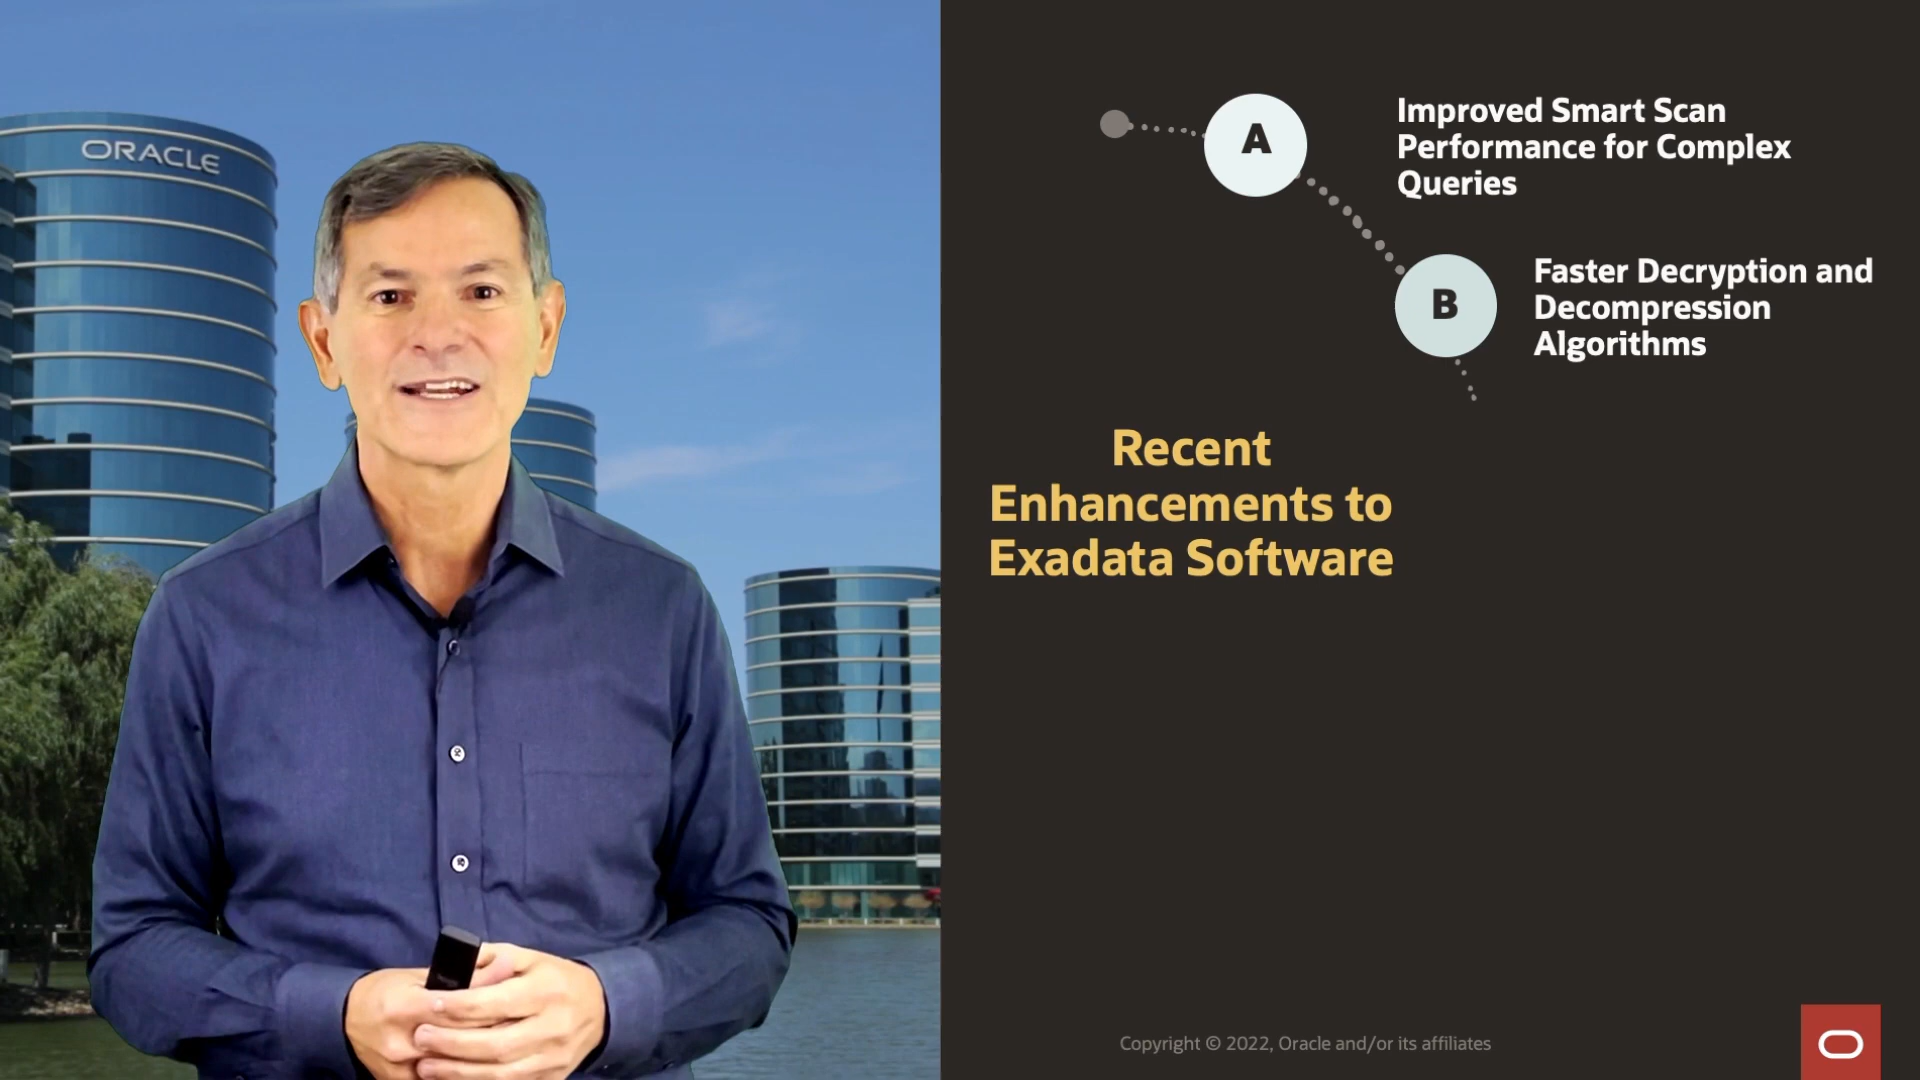 ORACLE
A
Improved Smart Scan
Performance for Complex
Queries
B
Faster Decryption and
Decompression
Algorithms
Recent
Enhancements to
Exadata Software
Copyright © 2022, Oracle and/or its affiliates